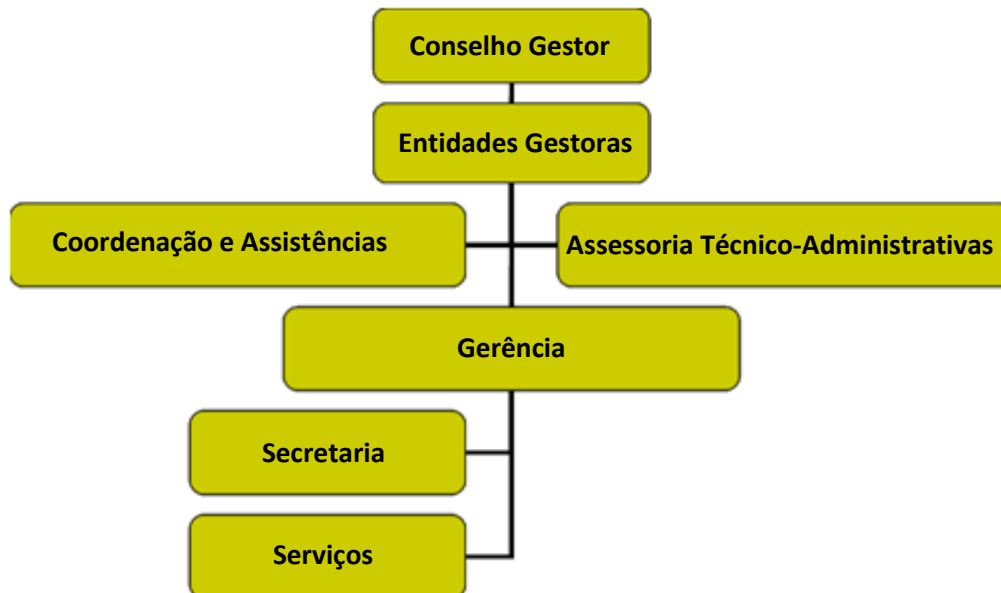 Conselho Gestor
Entidades Gestoras
Coordenação e Assistências
Assessoria Técnico-Administrativas
Gerência
Secretaria
Serviços